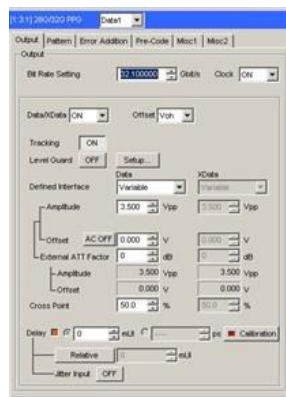 [1:3:1] 28G/32G PPG Data1
Output Pattern Error Addition Pre-Code Misc1 Misc2
Output
Bit Rate Setting 32.100000 Gbit/s Clock ON
Data/XData ON Offset Voh
Tracking ON
Level Guard OFF Setup...
Data XData
Defined Interface Variable Variable
Amplitude 3.500 Vpp 3.500 Vpp
Offset AC OFF 0.000 V 0.000 V
External ATT Factor 0 dB 0 dB
Amplitude 3.500 Vpp 3.500 Vpp
Offset 0.000 V 0.000 V
Cross Point 50.0 % 50.0 %
Delay 0 mUI ps Calibration
Relative 0 mUI
Jitter Input OFF